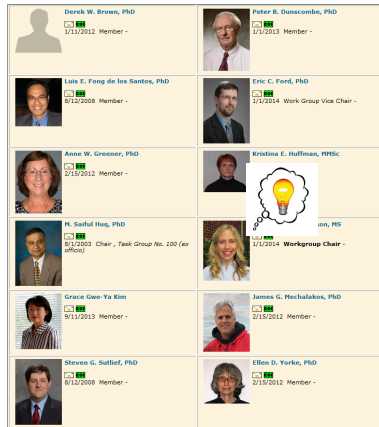 Derek W. Brown, PhD
1/11/2012 Member -
Peter B. Dunscombe, PhD
1/1/2013 Member -
Luis E. Fong de los Santos, PhD
8/12/2008 Member -
Eric C. Ford, PhD
1/1/2014 Work Group Vice Chair -
Anne W. Greener, PhD
2/15/2012 Member -
Kristina E. Huffman, MMSc
M. Saiful Huq, PhD
8/1/2003 Chair , Task Group No. 100 (ex
officio)
son, MS
1/1/2014 Workgroup Chair -
Grace Gwe-Ya Kim
9/11/2013 Member -
James G. Mechalakos, PhD
2/15/2012 Member -
Steven G. Sutlief, PhD
8/12/2008 Member -
Ellen D. Yorke, PhD
2/15/2012 Member -